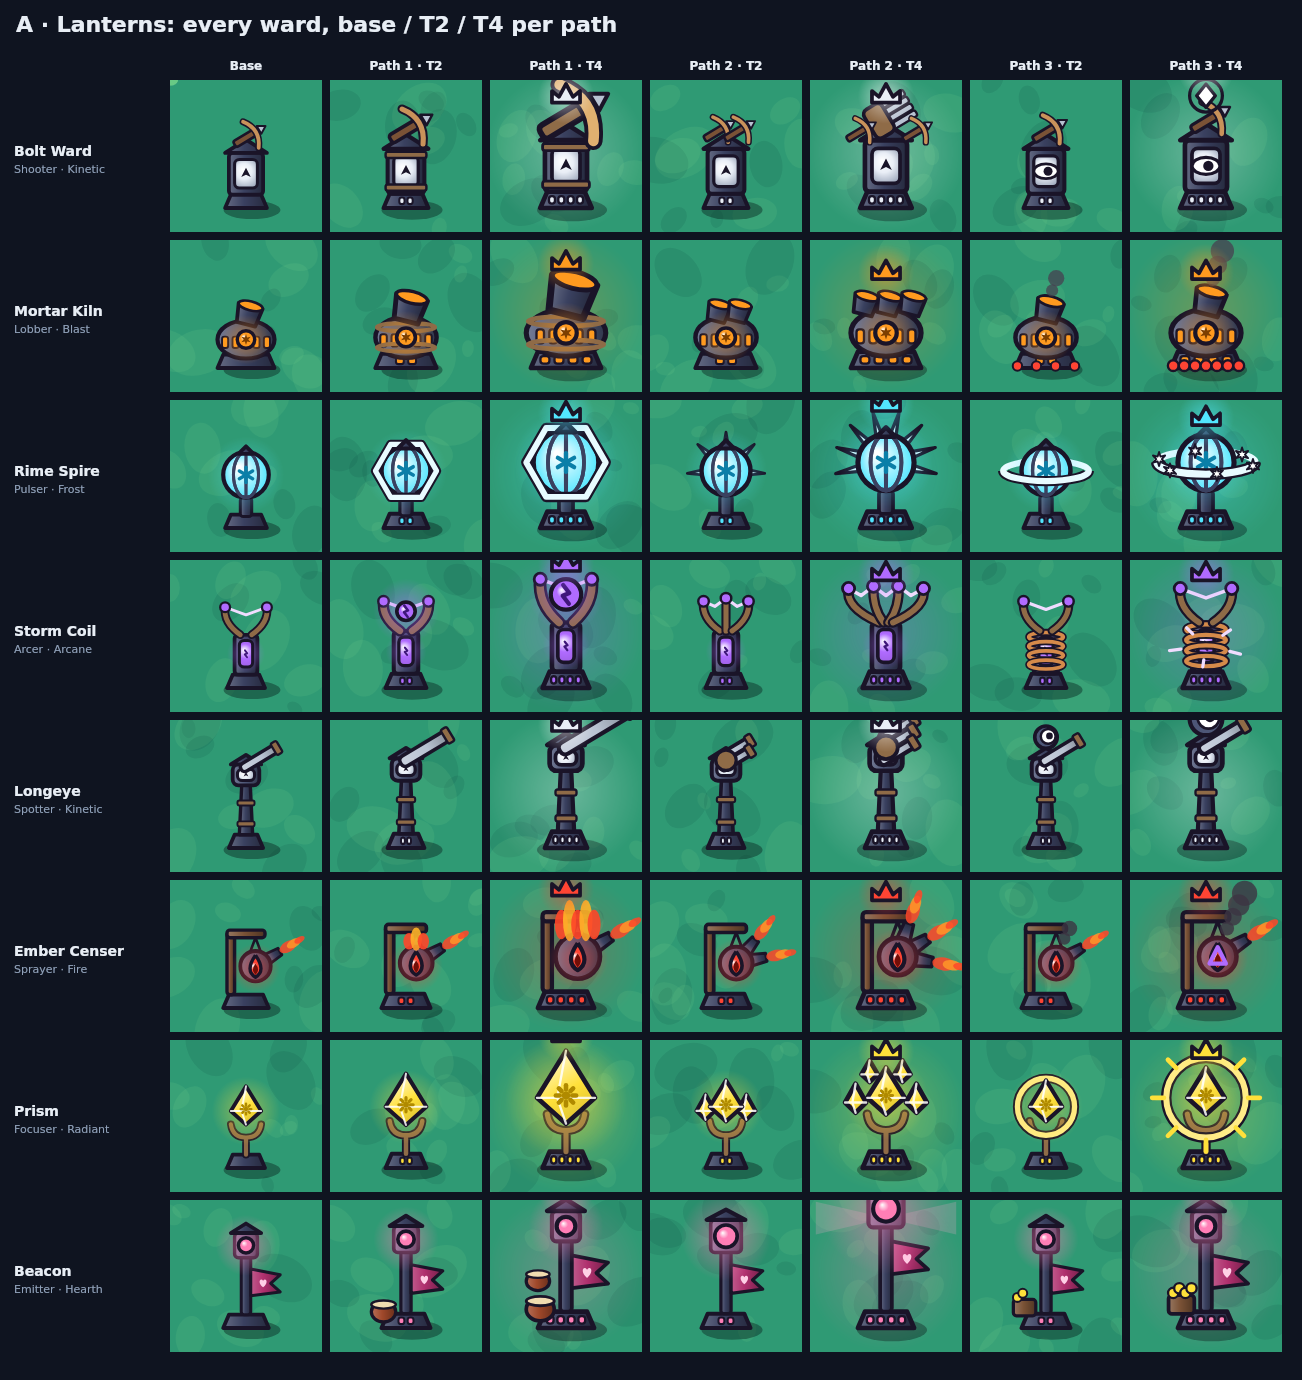 A · Lanterns: every ward, base / T2 / T4 per path
Base
Path 1 · T2
Path 1 · T4
Path 2 · T2
Path 2 · T4
Path 3 · T2
Path 3 · T4
Bolt Ward
Shooter · Kinetic
Mortar Kiln
Lobber · Blast
Rime Spire
Pulser · Frost
Storm Coil
Arcer · Arcane
Longeye
Spotter · Kinetic
Ember Censer
Sprayer · Fire
Prism
Focuser · Radiant
Beacon
Emitter · Hearth